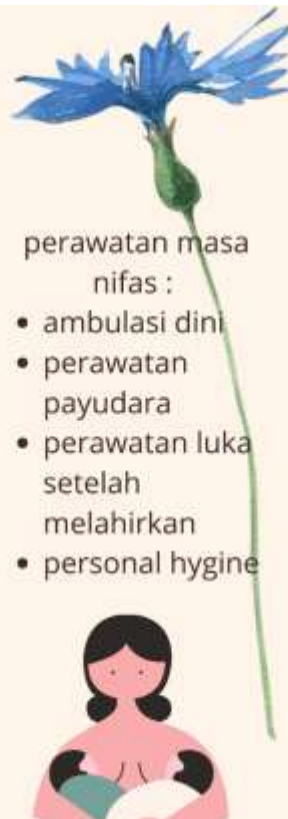 perawatan masa
nifas :
• ambulasi dini
• perawatan
payudara
• perawatan luka
setelah
melahirkan
• personal hygine